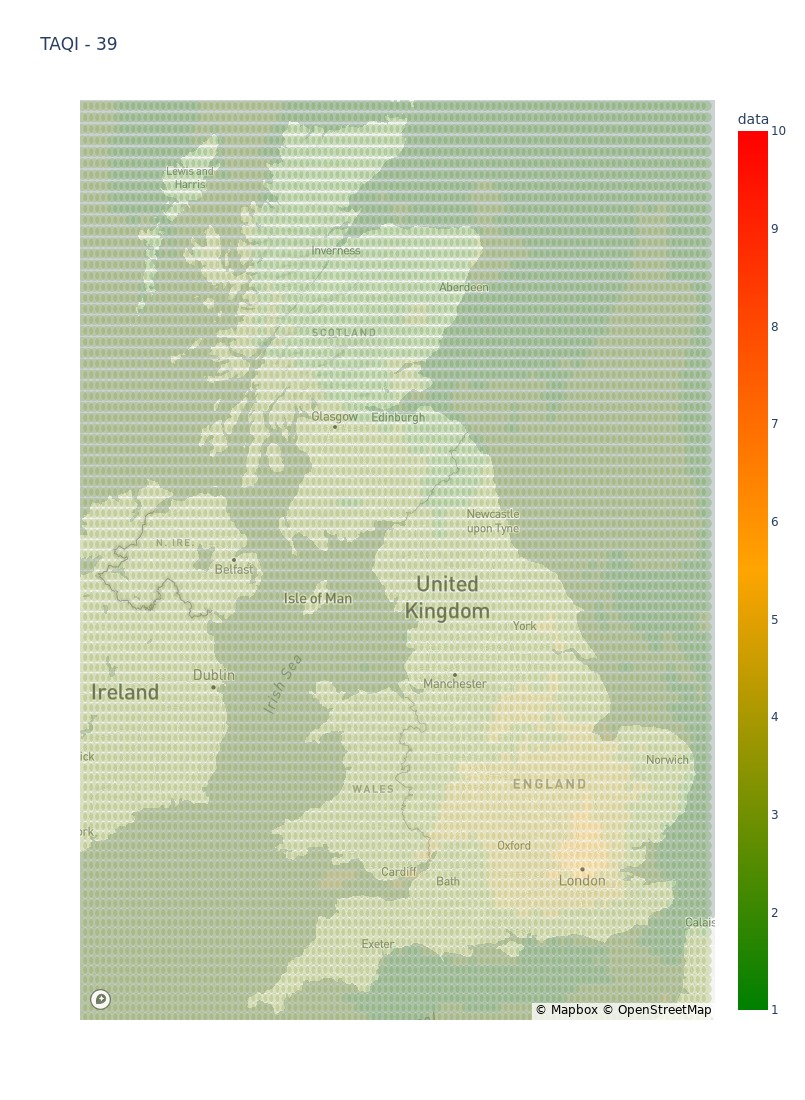 TAQI - 39
data
10
9
8
7
6
5
4
3
2
1
Lewis and
Harris
Inverness
Aberdeen
SCOTLAND
Glasgow
Edinburgh
Newcastle
upon Tyne
N. IRE.
Belfast
Isle of Man
United
Kingdom
York
Dublin
Irish Sea
Manchester
Ireland
ick
Norwich
WALES
ENGLAND
ork
Oxford
Cardiff
Bath
London
Calais
Exeter
© Mapbox © OpenStreetMap